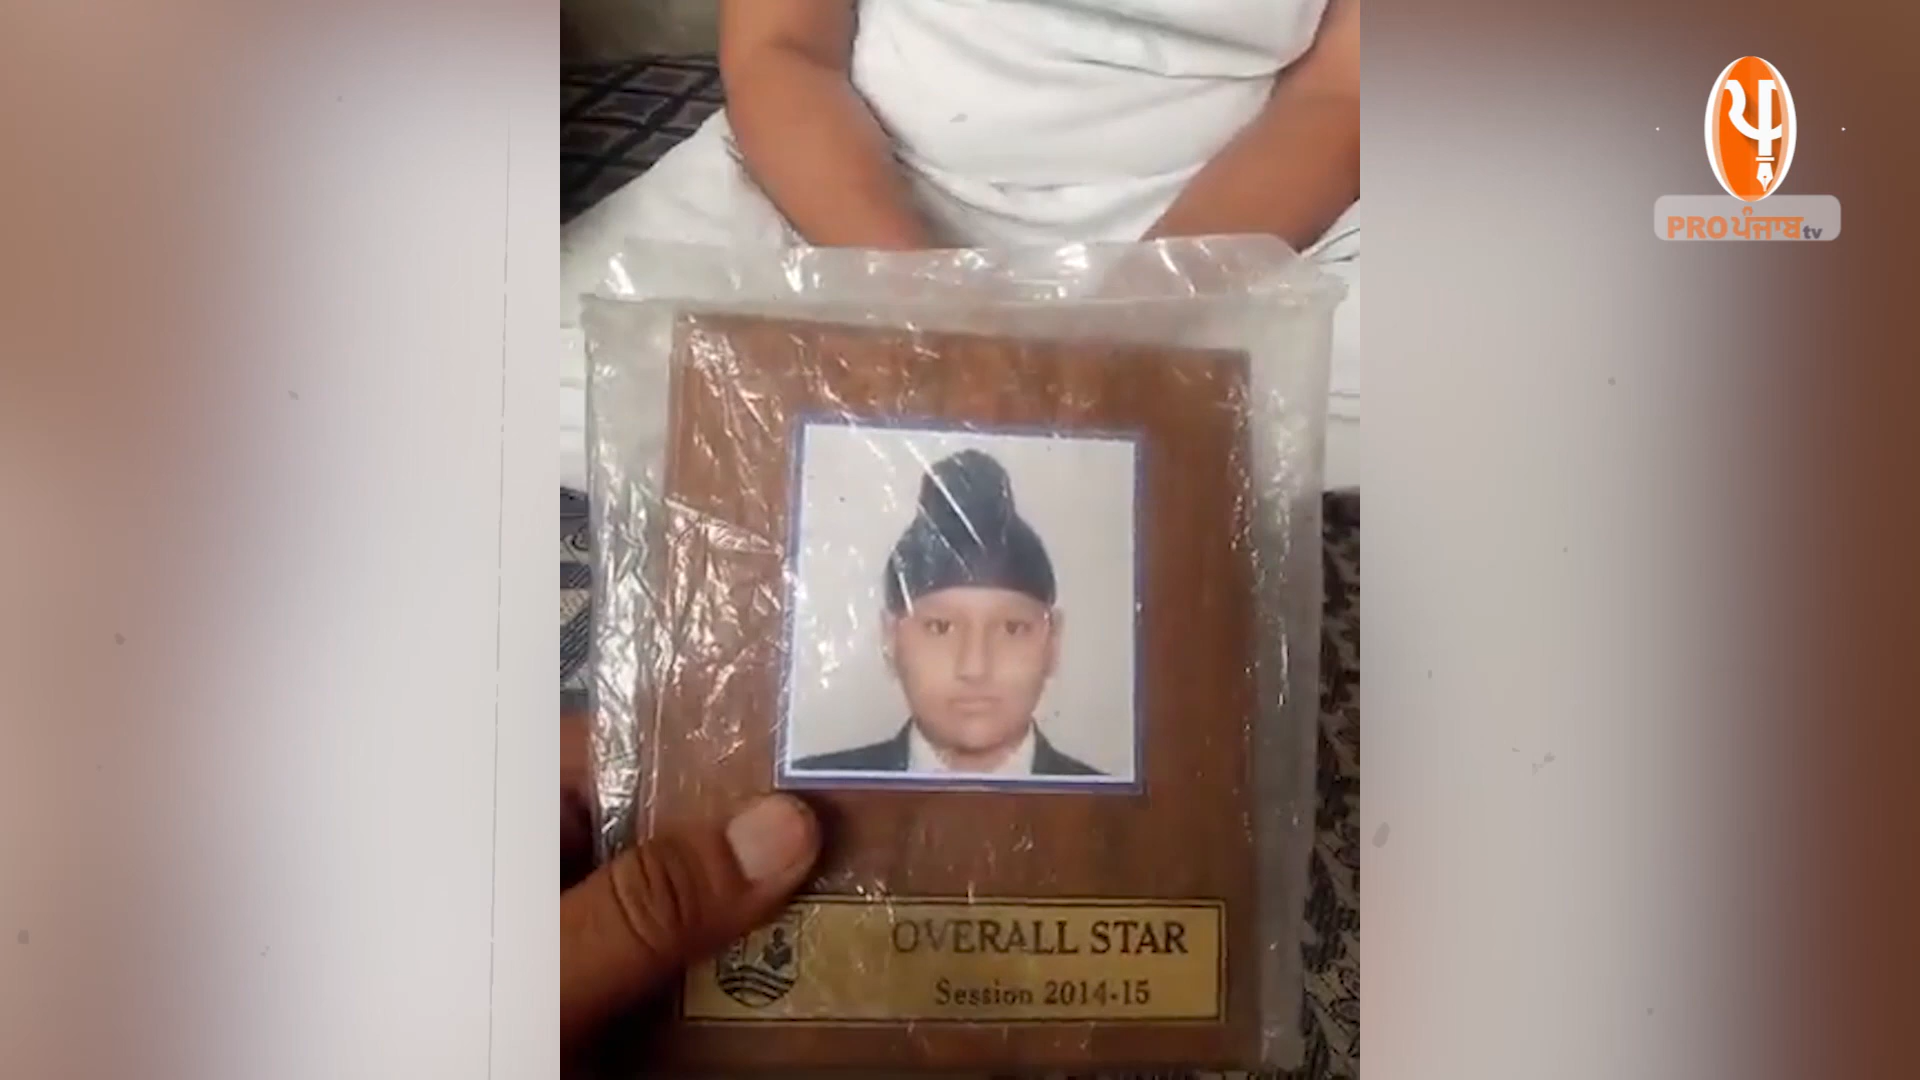 PRO ਪੰਜਾਬ tv
OVERALL STAR
Session 2014-15